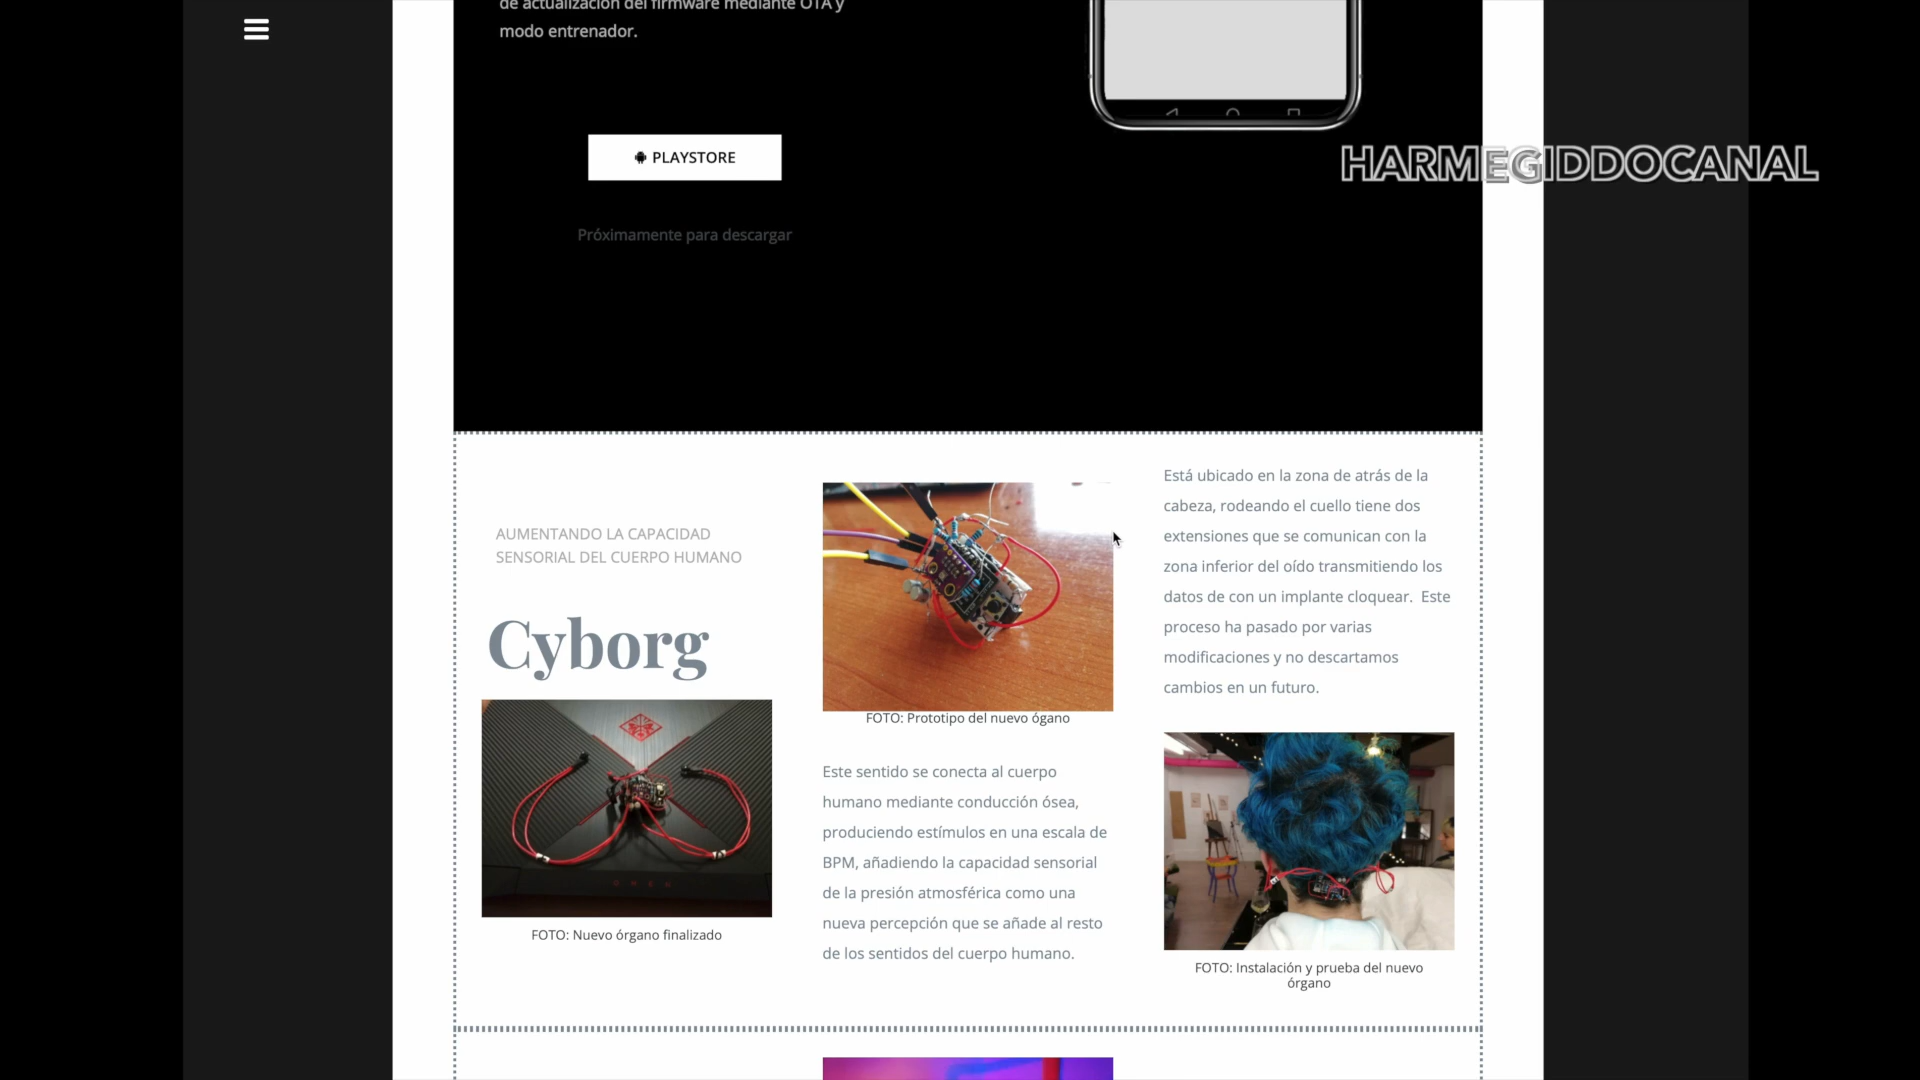 de actualización del firmware mediante OTA y
modo entrenador.
PLAYSTORE
Próximamente para descargar
HARMEGIDDOCANAL
AUMENTANDO LA CAPACIDAD
SENSORIAL DEL CUERPO HUMANO
Cyborg
FOTO: Nuevo órgano finalizado
FOTO: Prototipo del nuevo ógano
Este sentido se conecta al cuerpo
humano mediante conducción ósea,
produciendo estímulos en una escala de
BPM, añadiendo la capacidad sensorial
de la presión atmosférica como una
nueva percepción que se añade al resto
de los sentidos del cuerpo humano.
Está ubicado en la zona de atrás de la
cabeza, rodeando el cuello tiene dos
extensiones que se comunican con la
zona inferior del oído transmitiendo los
datos de con un implante cloquear.  Este
proceso ha pasado por varias
modificaciones y no descartamos
cambios en un futuro.
FOTO: Instalación y prueba del nuevo
órgano